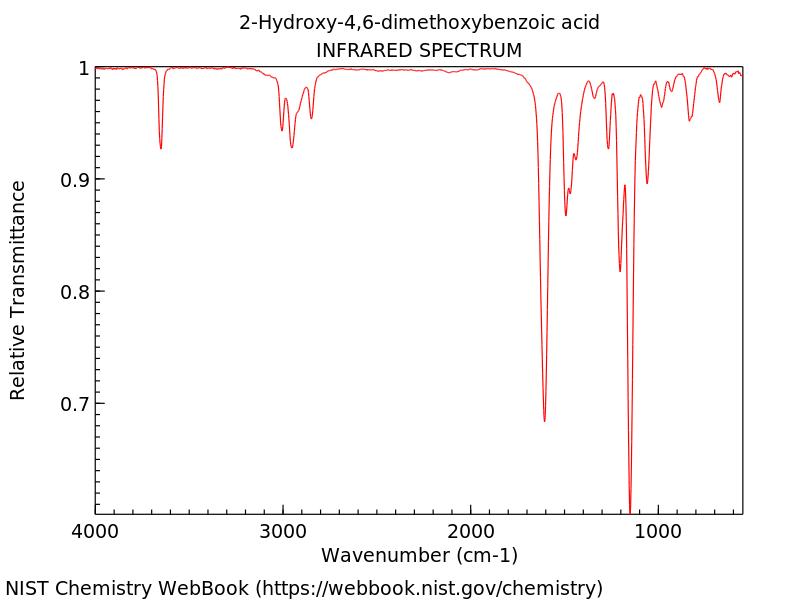 2-Hydroxy-4,6-dimethoxybenzoic acid
INFRARED SPECTRUM
1
0.9
0.8
0.7
Relative Transmittance
4000 3000 2000 1000
Wavenumber (cm-1)
NIST Chemistry WebBook (https://webbook.nist.gov/chemistry)